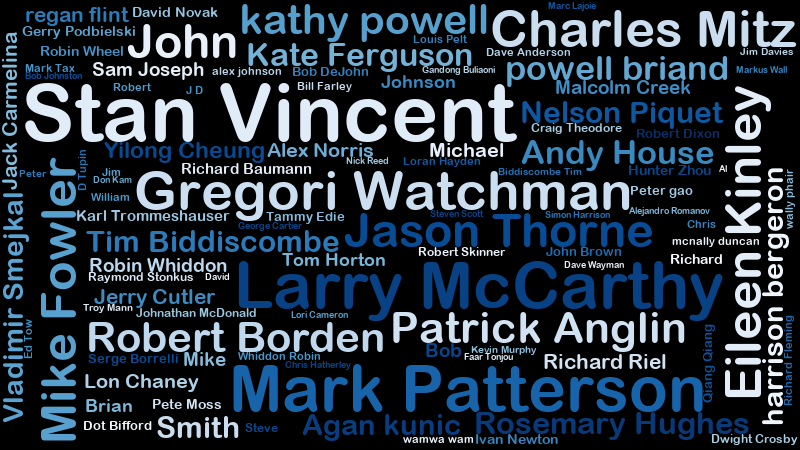 Marc Lajoie
regan flint
David Novak
kathy powell
Charles Mitz
Gerry Podbielski
John
Louis Pelt
Robin Wheel
Kate Ferguson
Dave Anderson
Jim Davies
Mark Tax
Sam Joseph
alex johnson
Bob DeJohn
Gandong Buliaoni
powell briand
Markus Wall
Bob Johnston
Robert
J D
Bill Farley
Johnson
Malcolm Creek
Stan Vincent
Nelson Piquet
Jack Carmelina
Craig Theodore
Robert Dixon
Yilong Cheung
Alex Norris
Michael
Andy House
Eileen Kinley
Nick Reed
Loran Hayden
Peter
Jim
Richard Baumann
Biddiscombe Tim
Hunter Zhou
Al
D Tupin
Don Kam
William
Gregori Watchman
Peter gao
wally phair
Vladimir Smejkal
Mike Fowler
Karl Trommeshauser
Tammy Edie
Steven Scott
Simon Harrison
Alejandro Romanov
George Cartier
Jason Thorne
Chris
Tim Biddiscombe
mcnally duncan
harrison bergeron
Robert Skinner
John Brown
Robin Whiddon
Tom Horton
Dave Wayman
Richard
Raymond Stonkus
David
Larry McCarthy
Jerry Cutler
Troy Mann
Johnathan McDonald
Lori Cameron
Ed Tow
Robert Borden
Patrick Anglin
Richard Fleming
Qiang Qiang
Serge Borrelli
Mike
Whiddon Robin
Bob
Kevin Murphy
Faar Tonjou
Chris Hatherley
Richard Riel
Lon Chaney
Mark Patterson
Brian
Pete Moss
Dot Bifford
Smith
Steve
Agan kunic
Rosemary Hughes
wamwa wam
Ivan Newton
Dwight Crosby